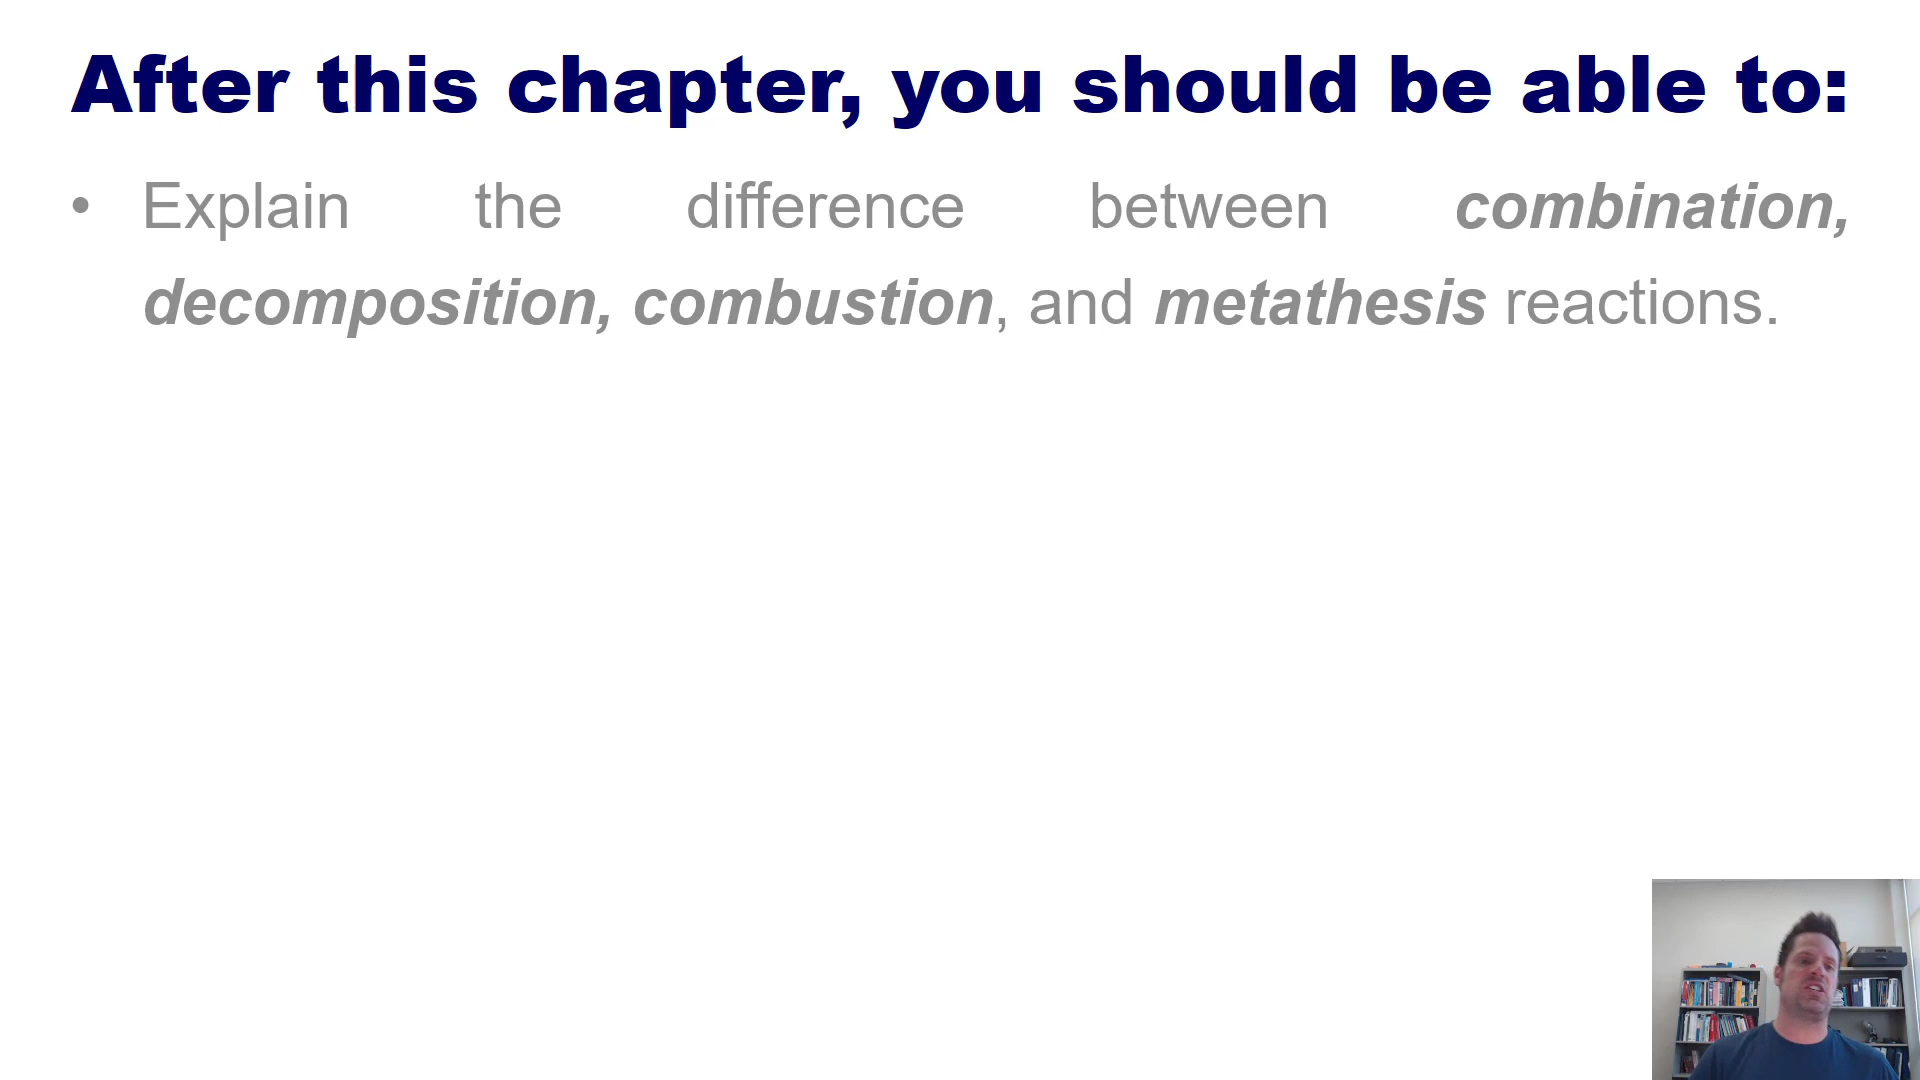 After this chapter, you should be able to:
• Explain the difference between combination,
decomposition, combustion, and metathesis reactions.